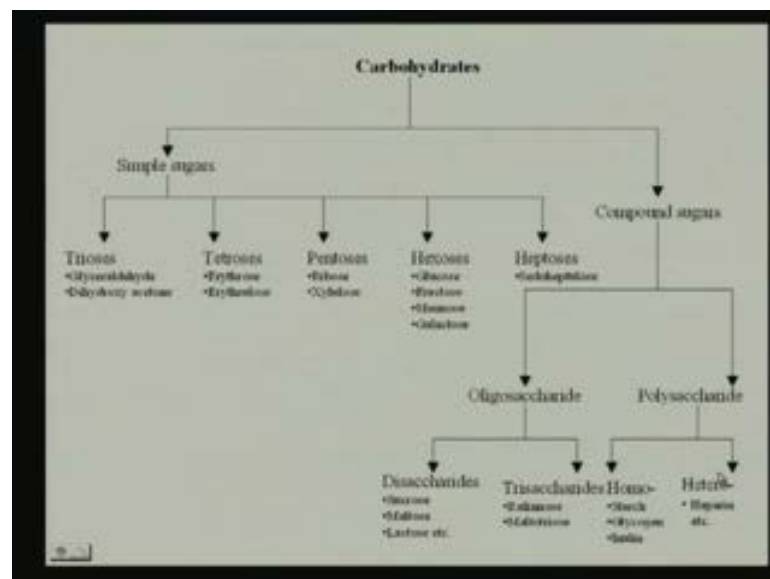 Carbohydrates
Simple sugars
Compound sugars
Trioses
•Glyceraldehyde
•Dihydroxy acetone
Tetroses
•Erythrose
•Erythrulose
Pentoses
•Ribose
•Xylulose
Hexoses
•Glucose
•Fructose
•Mannose
•Galactose
Heptoses
•Sedoheptulose
Oligosaccharide
Polysaccharide
Disaccharides
•Sucrose
•Maltose
•Lactose etc.
Trisaccharides
•Maltotriose
Homo-
•Starch
•Glycogen
•Inulin
Hetero-
• Heparin
etc.